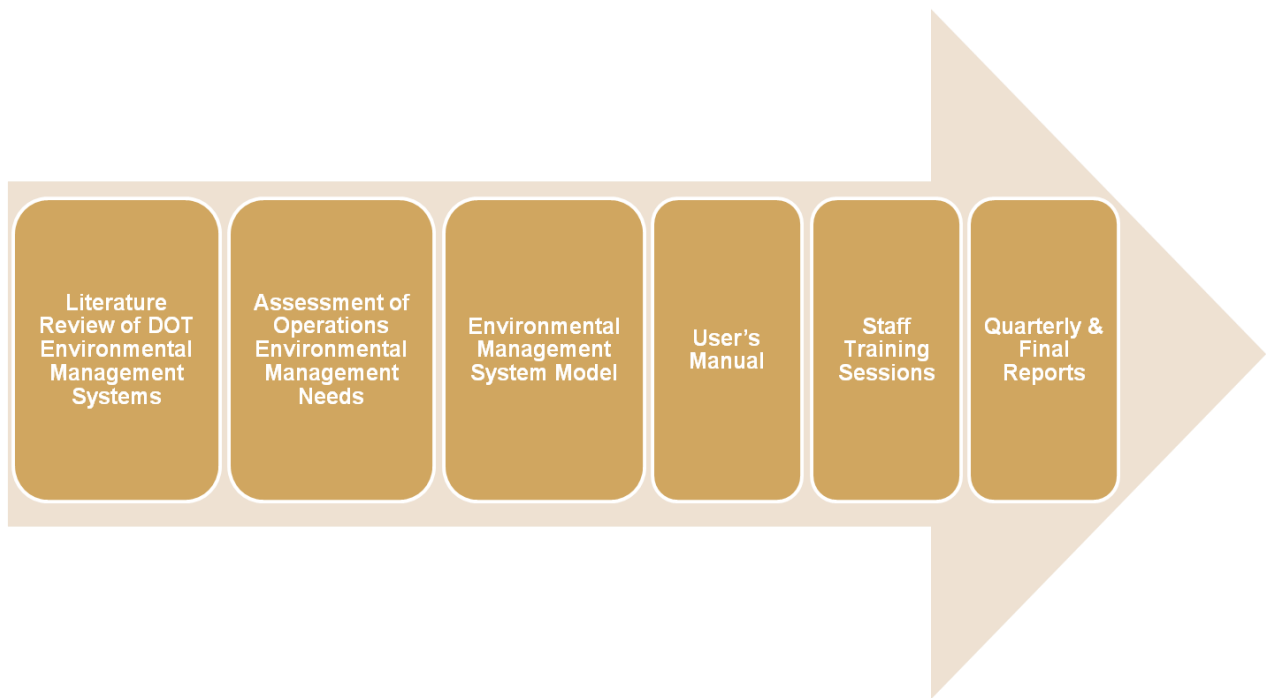 Literature
Review of DOT
Environmental
Management
Systems
Assessment of
Operations
Environmental
Management
Needs
Environmental
Management
System Model
User’s
Manual
Staff
Training
Sessions
Quarterly &
Final
Reports